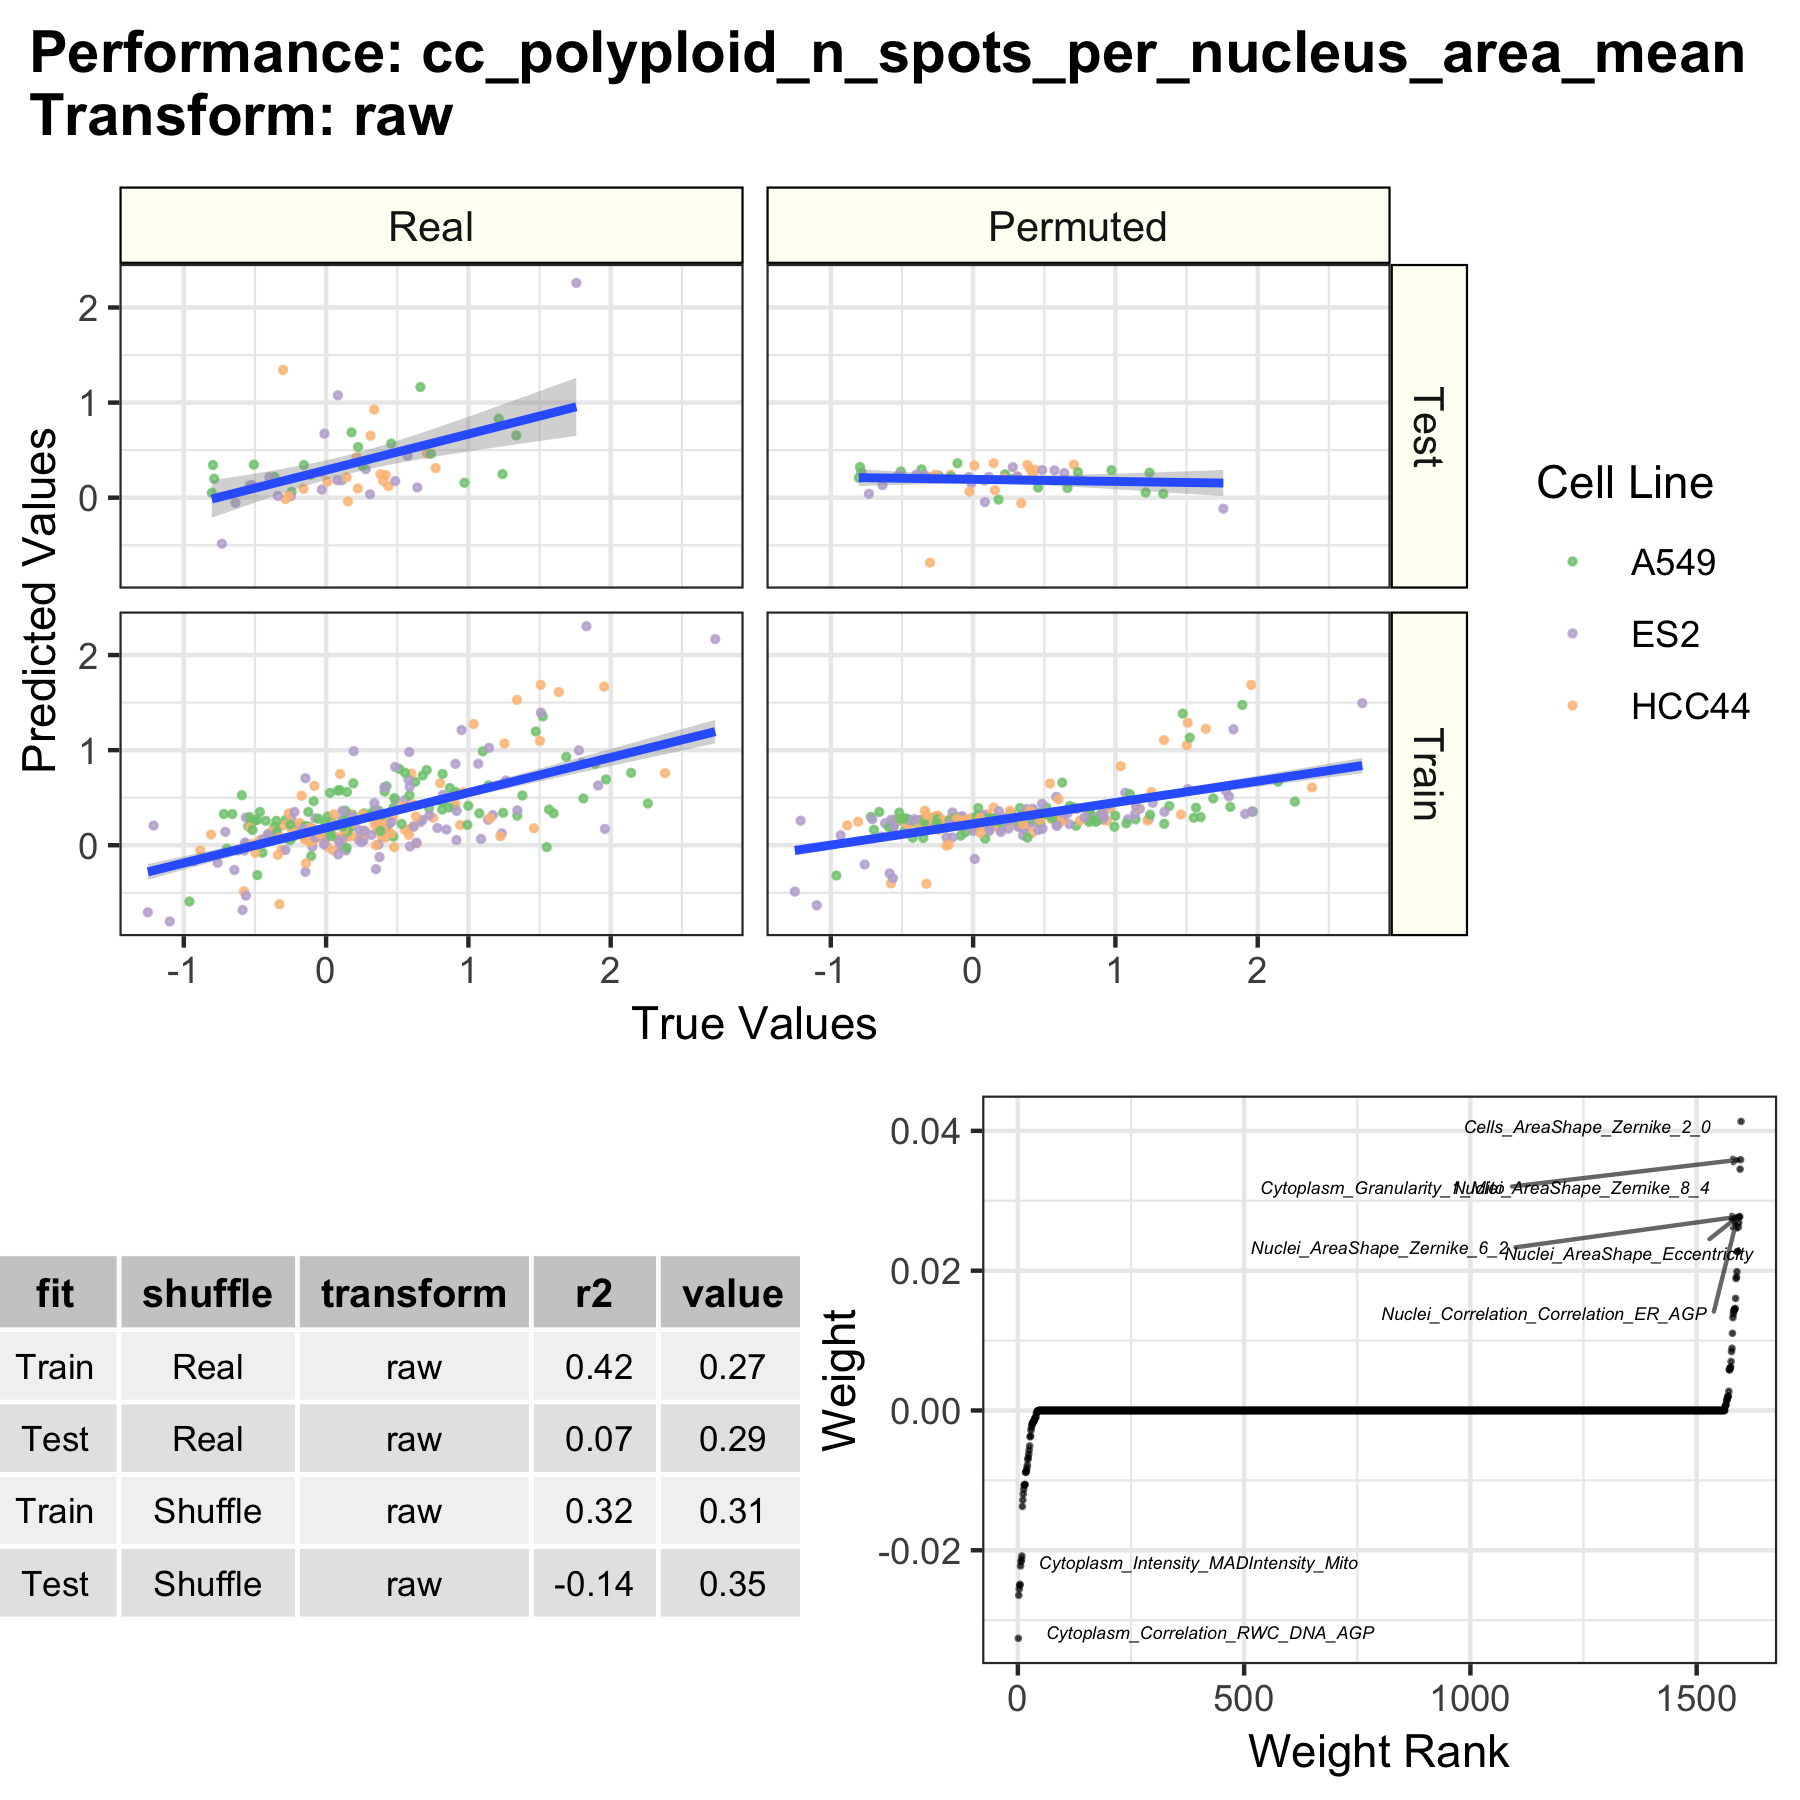 Performance: cc_polyploid_n_spots_per_nucleus_area_mean
Transform: raw
Real
Permuted
Predicted Values
2
1
0
Test
2
1
0
Train
-1
0
1
2
-1
0
1
2
True Values
Cell Line
A549
ES2
HCC44
fit shuffle transform r2 value
Train Real raw 0.42 0.27
Test Real raw 0.07 0.29
Train Shuffle raw 0.32 0.31
Test Shuffle raw -0.14 0.35
Weight
0.04
0.02
0.00
-0.02
Cells_AreaShape_Zernike_2_0
Cytoplasm_Granularity_1_Mito
Nuclei_AreaShape_Zernike_8_4
Nuclei_AreaShape_Zernike_6_2
Nuclei_AreaShape_Eccentricity
Nuclei_Correlation_Correlation_ER_AGP
Cytoplasm_Intensity_MADIntensity_Mito
Cytoplasm_Correlation_RWC_DNA_AGP
0
500
1000
1500
Weight Rank